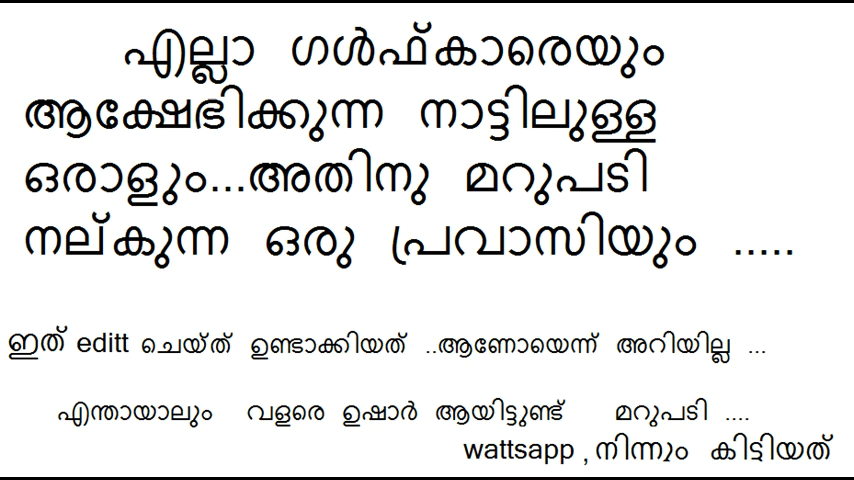 എല്ലാ ഗൾഫ്കാരെയും
ആക്ഷേഭിക്കുന്ന നാട്ടിലുള്ള
ഒരാളും...അതിനു മറുപടി
നല്കുന്ന ഒരു പ്രവാസിയും .....
ഇത് editt ചെയ്ത് ഉണ്ടാക്കിയത് ..ആണോയെന്ന് അറിയില്ല ...
എന്തായാലും വളരെ ഉഷാർ ആയിട്ടുണ്ട് മറുപടി ....
wattsapp ,നിന്നും കിട്ടിയത്